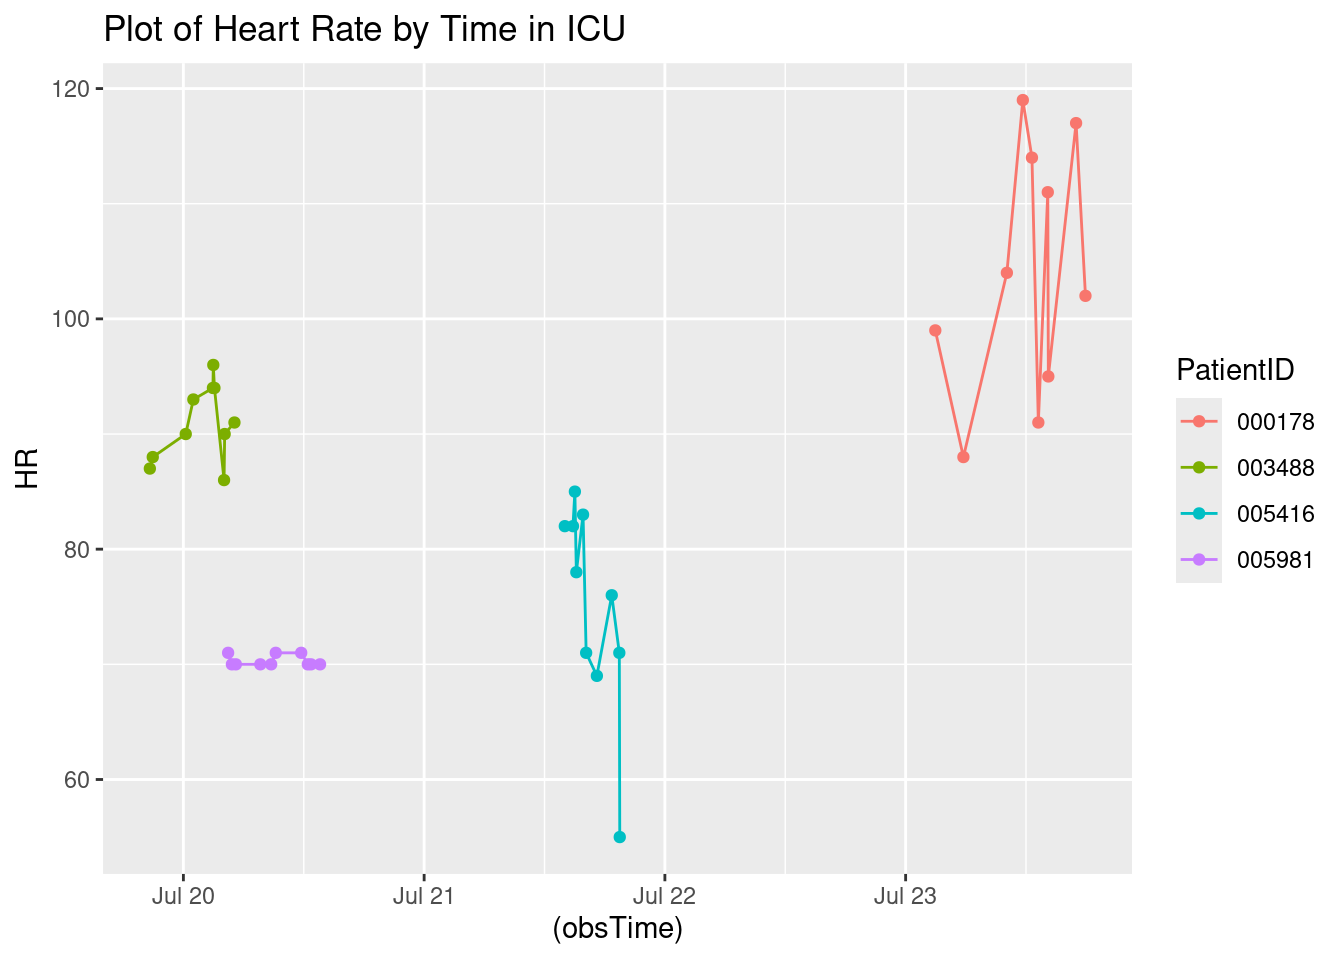 Plot of Heart Rate by Time in ICU
120
100
80
60
HR
Jul 20 Jul 21 Jul 22 Jul 23
(obsTime)
PatientID
000178
003488
005416
005981